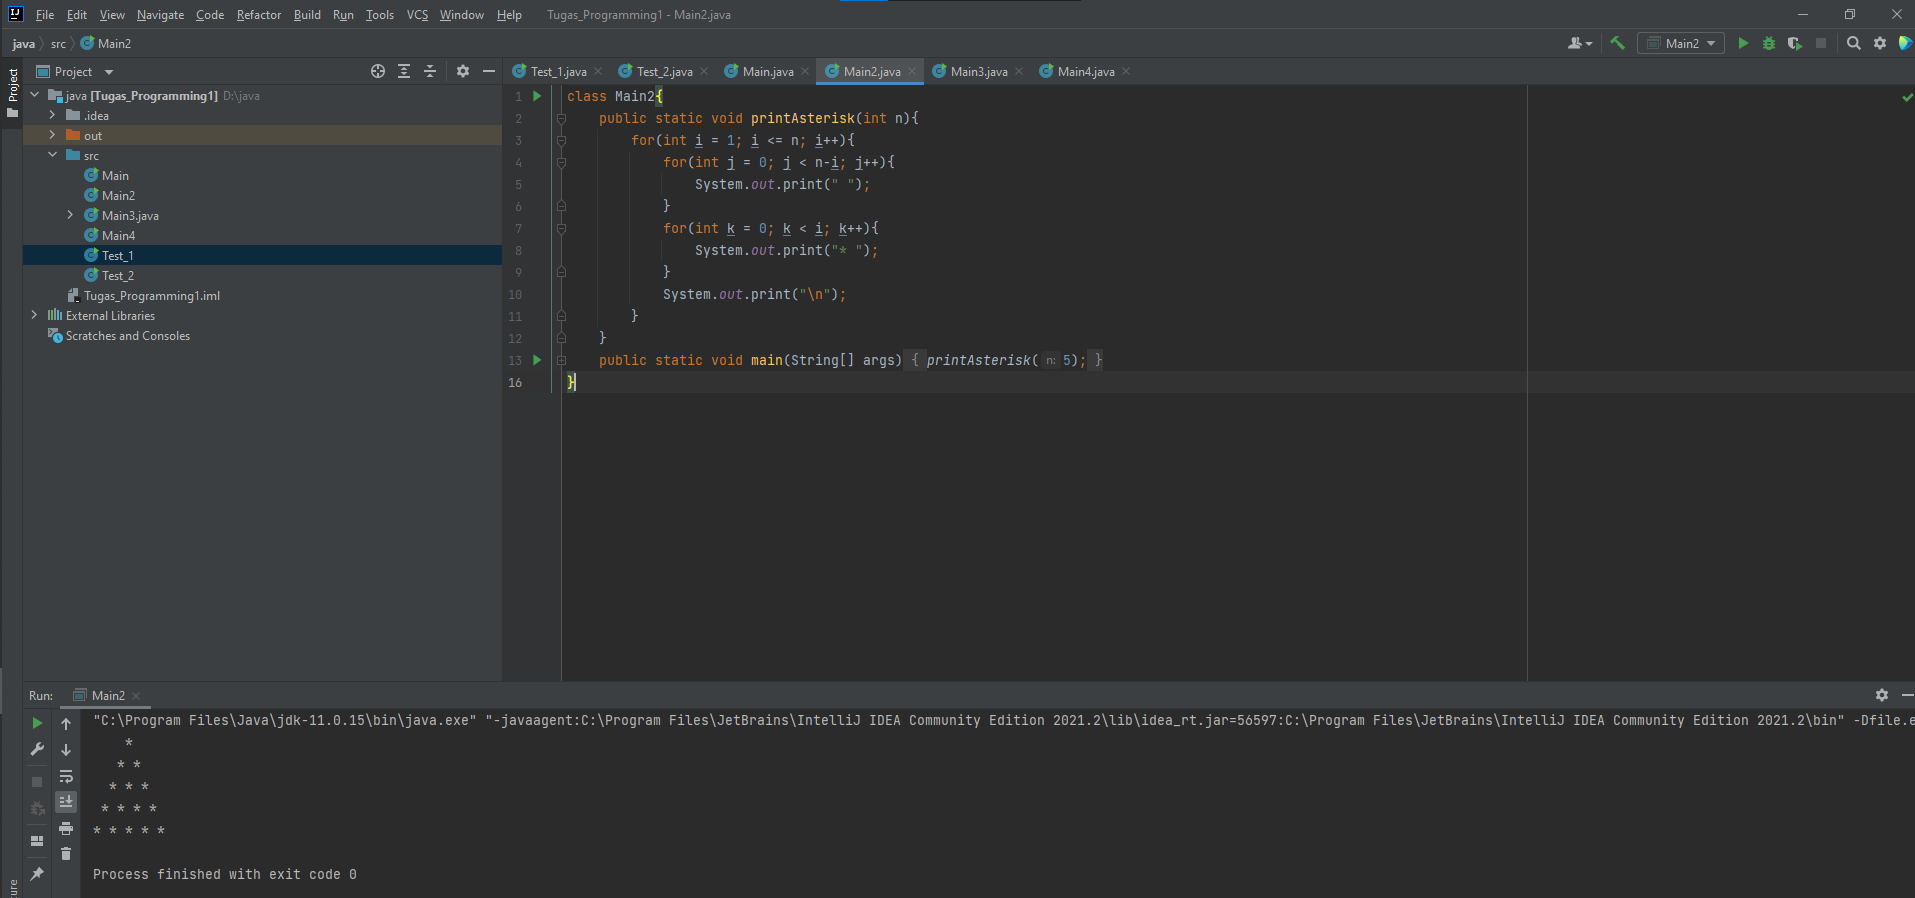 File Edit View Navigate Code Refactor Build Run Tools VCS Window Help Tugas_Programming1 - Main2.java
java src Main2 Main2
Project Project Test_1.java Test_2.java Main.java Main2.java Main3.java Main4.java
java [Tugas_Programming1] D:\java
.idea
out
src
Main
Main2
Main3.java
Main4
Test_1
Test_2
Tugas_Programming1.iml
External Libraries
Scratches and Consoles
1 class Main2{
2 public static void printAsterisk(int n){
3 for(int i = 1; i <= n; i++){
4 for(int j = 0; j < n-i; j++){
5 System.out.print(" ");
6 }
7 for(int k = 0; k < i; k++){
8 System.out.print("* ");
9 }
10 System.out.print("\n");
11 }
12 }
13 public static void main(String[] args) { printAsterisk( n: 5); }
16 }
Run: Main2
"C:\Program Files\Java\jdk-11.0.15\bin\java.exe" "-javaagent:C:\Program Files\JetBrains\IntelliJ IDEA Community Edition 2021.2\lib\idea_rt.jar=56597:C:\Program Files\JetBrains\IntelliJ IDEA Community Edition 2021.2\bin" -Dfile.e
*
* *
* * *
* * * *
* * * * *
Process finished with exit code 0